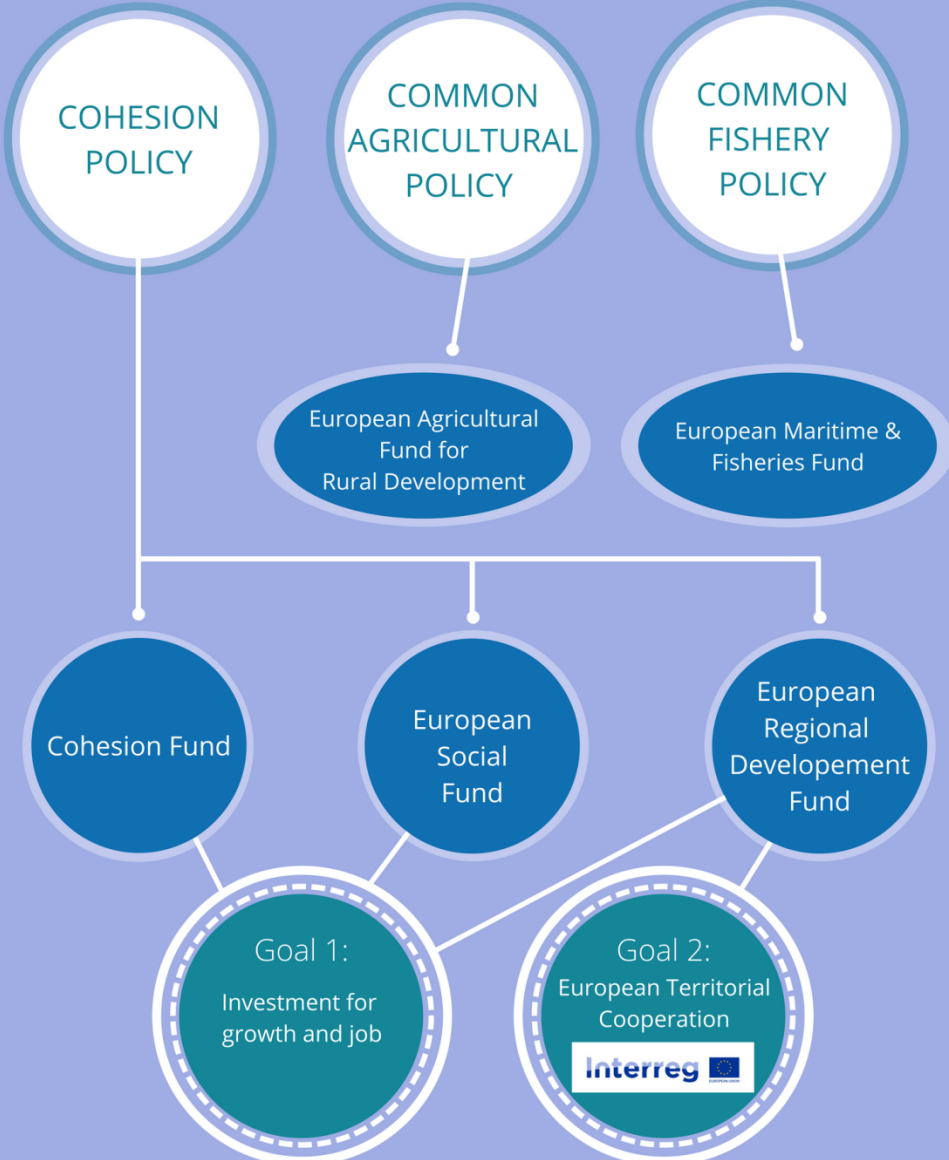 COHESION
POLICY
COMMON
AGRICULTURAL
POLICY
COMMON
FISHERY
POLICY
European Agricultural
Fund for
Rural Development
European Maritime &
Fisheries Fund
Cohesion Fund
European
Social
Fund
European
Regional
Developement
Fund
Goal 1:
Investment for
growth and job
Goal 2:
European Territorial
Cooperation
Interreg
EUROPEAN UNION